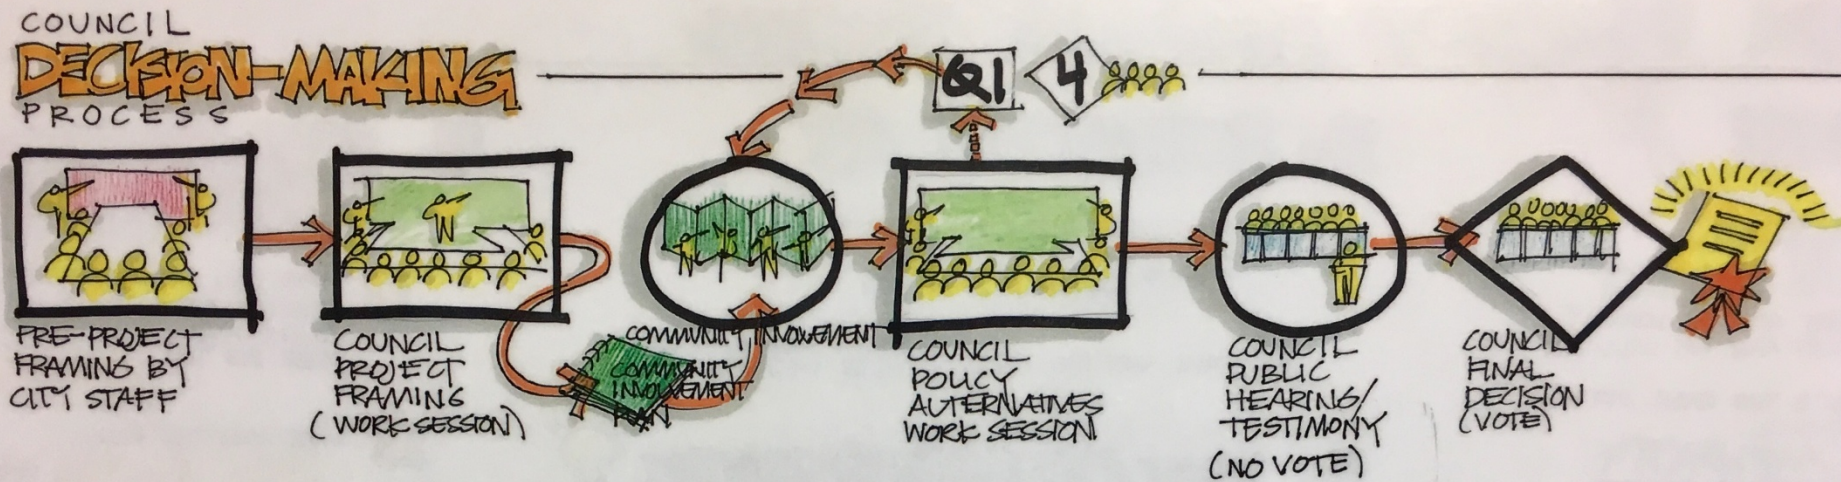 COUNCIL
DECISION-MAKING
PROCESS
Q1
4
PRE-PROJECT
FRAMING BY
CITY STAFF
COUNCIL
PROJECT
FRAMING
(WORK SESSION)
COMMUNITY INVOLVEMENT
COMMUNITY
INVOLVEMENT
PLAN
COUNCIL
POLICY
ALTERNATIVES
WORK SESSION
COUNCIL
PUBLIC
HEARING/
TESTIMONY
(NO VOTE)
COUNCIL
FINAL
DECISION
(VOTE)